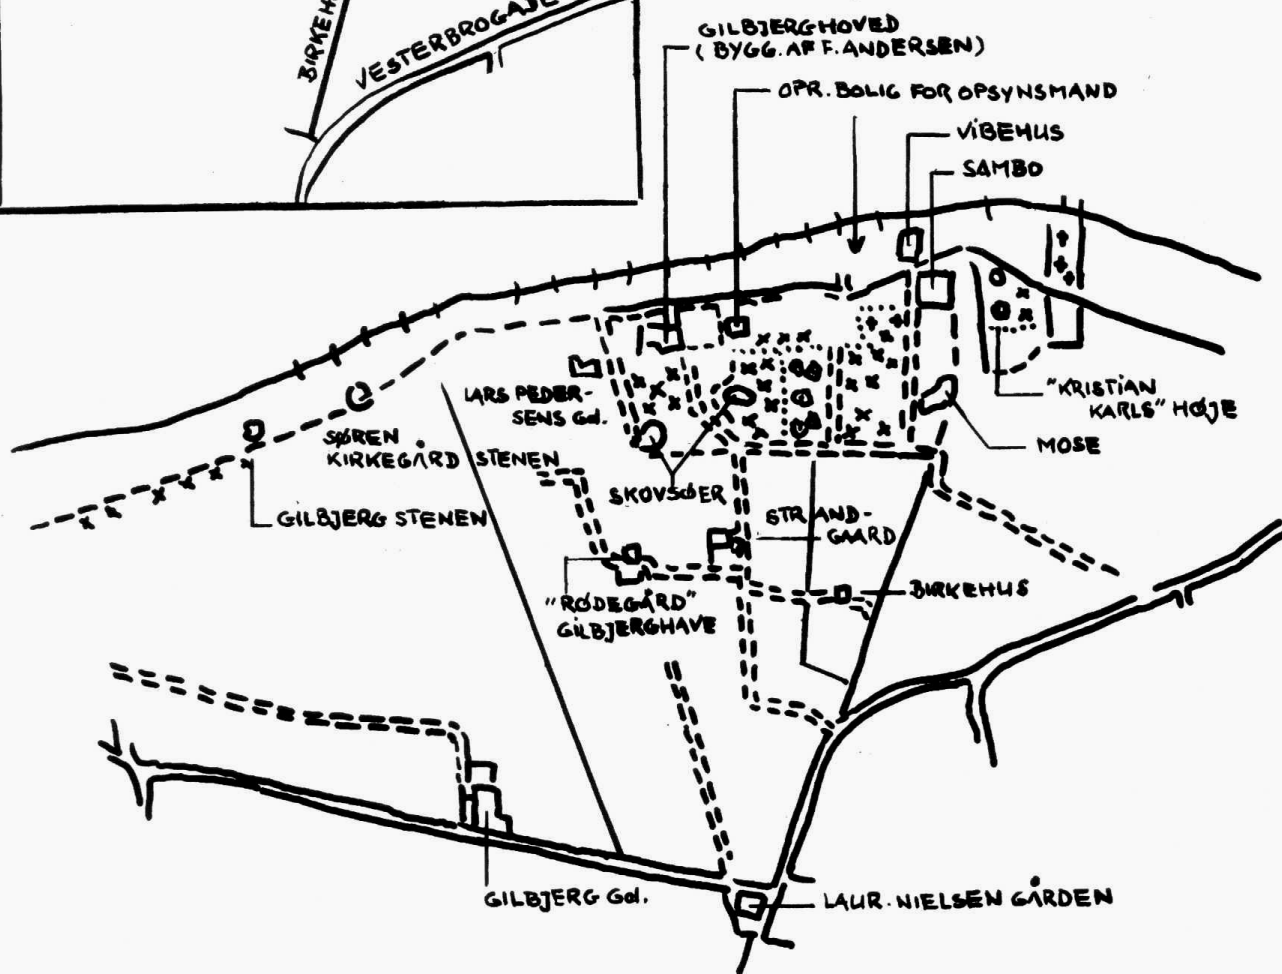 BIRKEH
VESTERBROGADE
GILBJERGHOVED
(BYGG. AF F. ANDERSEN)
OPR. BOLIG FOR OPSYNSMAND
VIBEHUS
SAMBO
LARS PEDER-
SENS Gd.
"KRISTIAN
KARLS" HØJE
MOSE
SØREN
KIRKEGÅRD STENEN
SKOVSØER
GILBJERG STENEN
STRAND-
GAARD
BIRKEHUS
"RØDEGÅRD"
GILBJERGHAVE
GILBJERG Gd.
LAUR. NIELSEN GÅRDEN